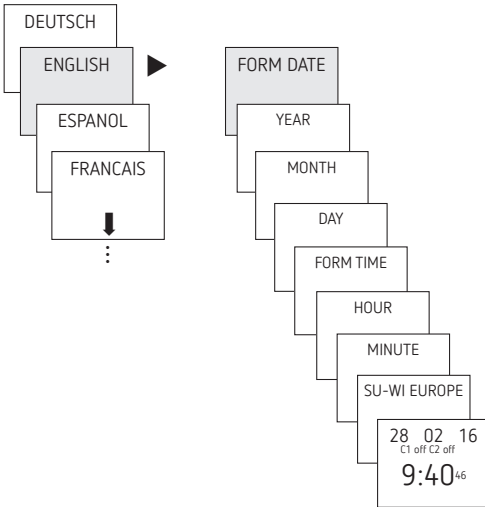 DEUTSCH
ENGLISH
ESPANOL
FRANCAIS
FORM DATE
YEAR
MONTH
DAY
FORM TIME
HOUR
MINUTE
SU-WI EUROPE
28 02 16
C1 off C2 off
9:40 46